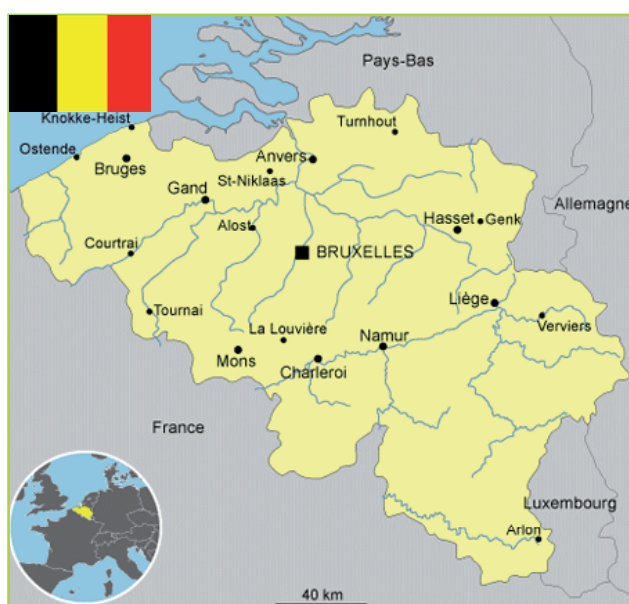 Pays-Bas
Knokke-Heist
Turnhout
Ostende
Bruges
Anvers
St-Niklaas
Gand
Allemagne
Hasset
Genk
Alost
Courtrai
BRUXELLES
Liège
Tournai
Verviers
La Louvière
Namur
Mons
Charleroi
France
Luxembourg
Arlon
40 km